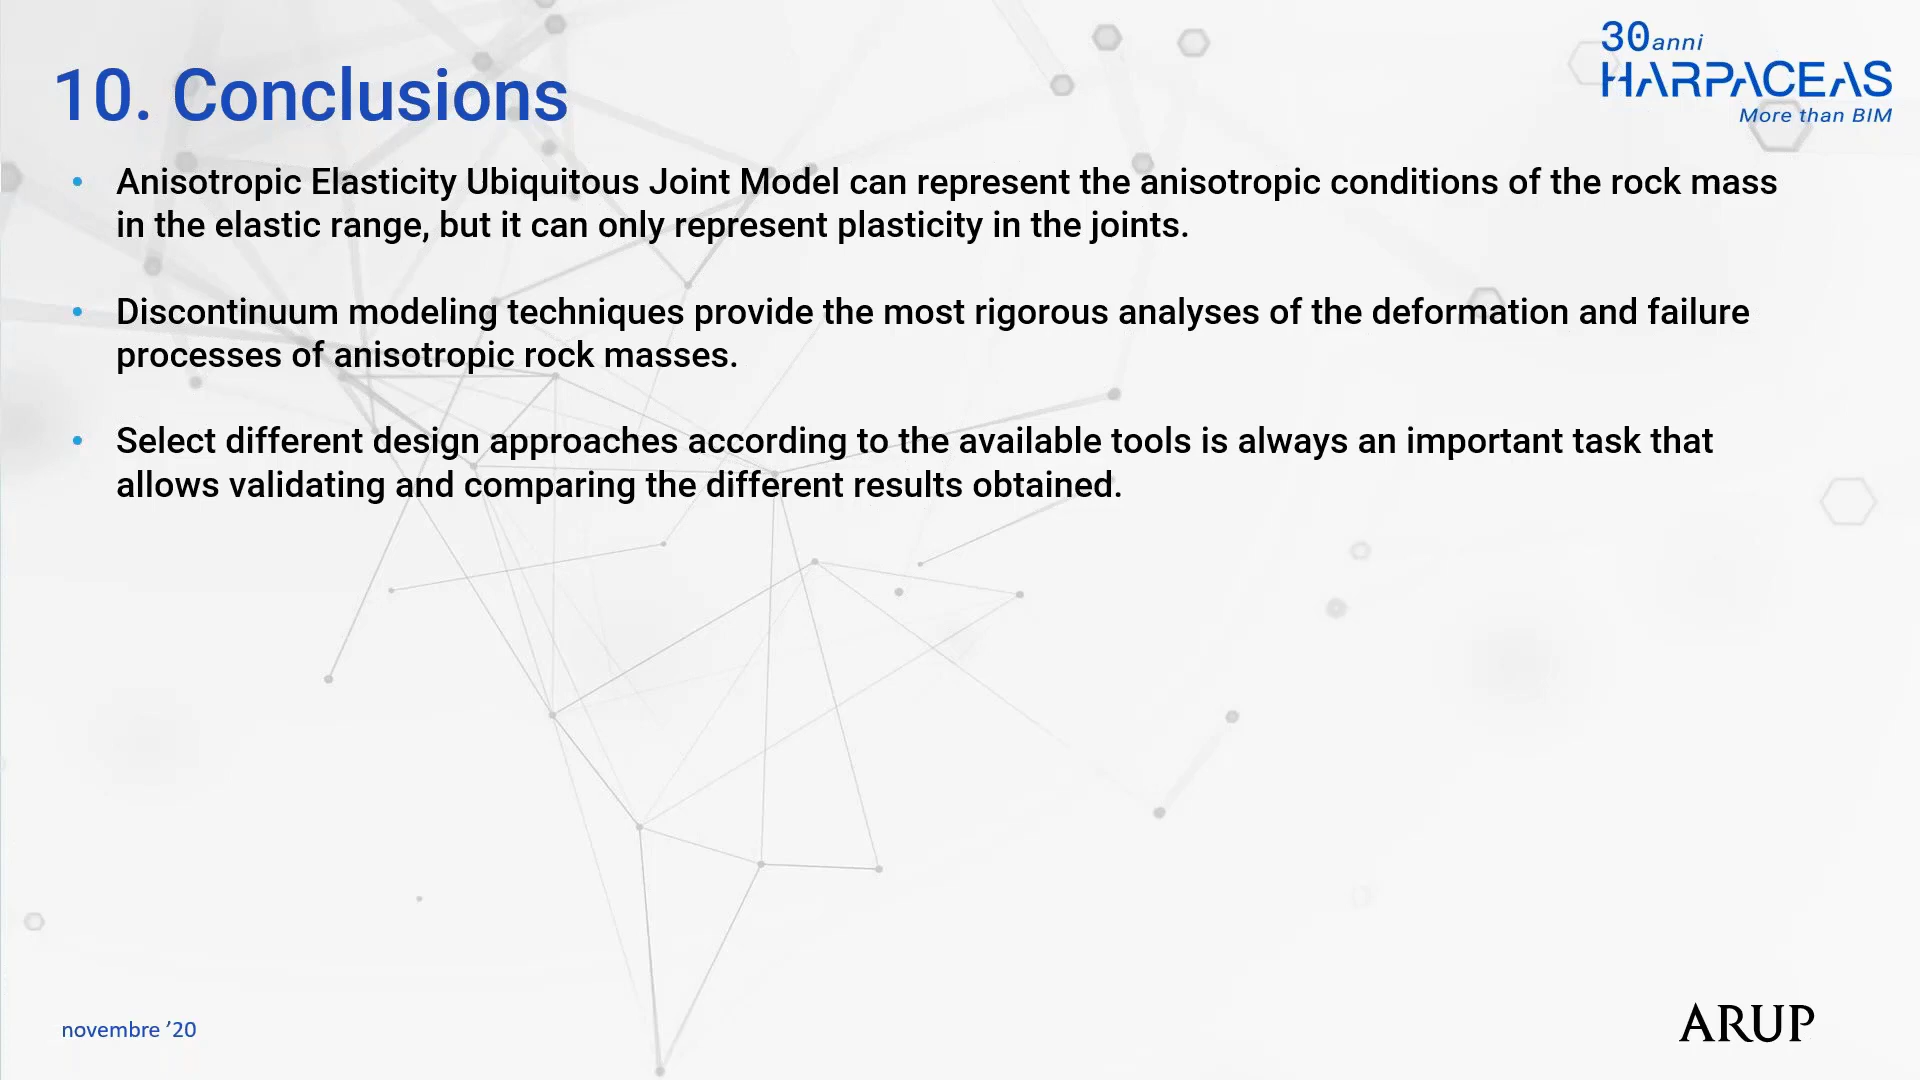 30anni
HARPACEAS
More than BIM
10. Conclusions
• Anisotropic Elasticity Ubiquitous Joint Model can represent the anisotropic conditions of the rock mass
in the elastic range, but it can only represent plasticity in the joints.
• Discontinuum modeling techniques provide the most rigorous analyses of the deformation and failure
processes of anisotropic rock masses.
• Select different design approaches according to the available tools is always an important task that
allows validating and comparing the different results obtained.
novembre ’20
ARUP